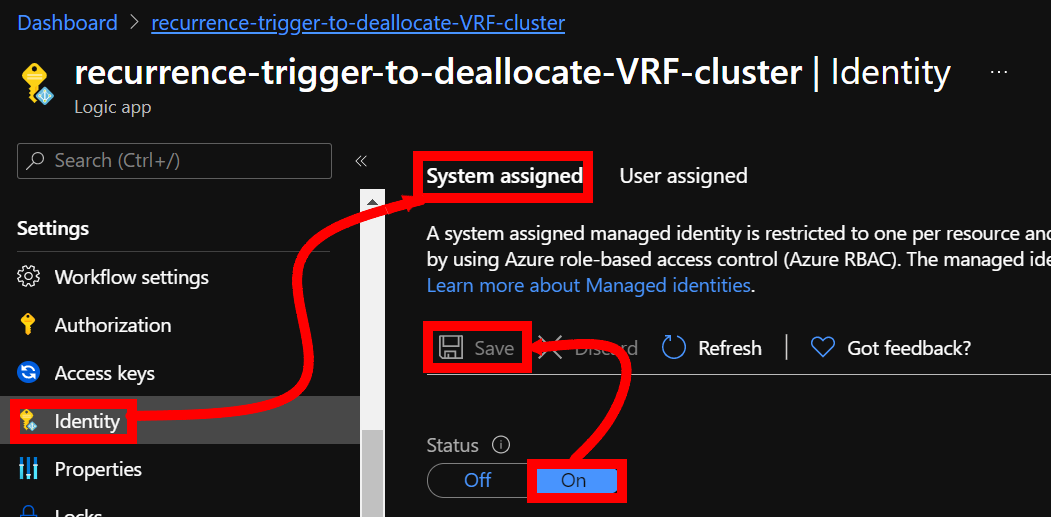 Dashboard > recurrence-trigger-to-deallocate-VRF-cluster
recurrence-trigger-to-deallocate-VRF-cluster | Identity ...
Logic app
Search (Ctrl+/) «
Settings
Workflow settings
Authorization
Access keys
Identity
Properties
Locks
System assigned User assigned
A system assigned managed identity is restricted to one per resource and
by using Azure role-based access control (Azure RBAC). The managed ide
Learn more about Managed identities.
Save Discard Refresh | Got feedback?
Status
Off On